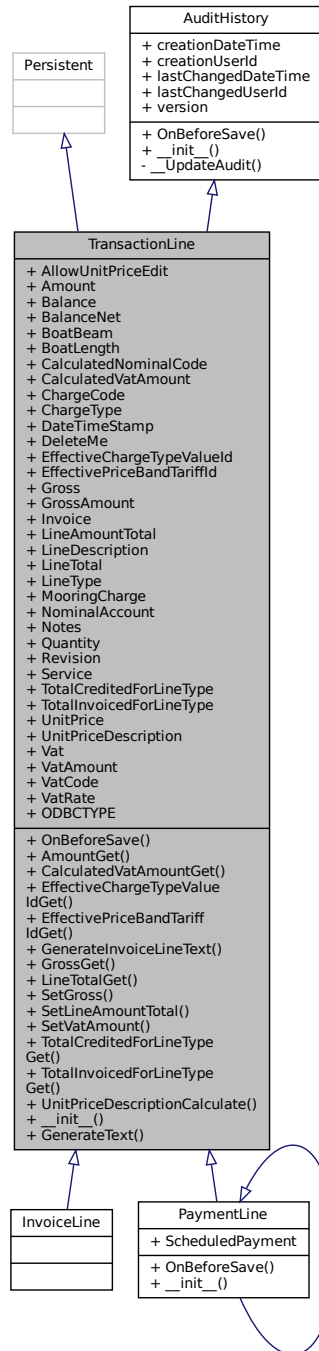 AuditHistory
+ creationDateTime
+ creationUserId
+ lastChangedDateTime
+ lastChangedUserId
+ version
+ OnBeforeSave()
+ __init__()
- __UpdateAudit()
Persistent
TransactionLine
+ AllowUnitPriceEdit
+ Amount
+ Balance
+ BalanceNet
+ BoatBeam
+ BoatLength
+ CalculatedNominalCode
+ CalculatedVatAmount
+ ChargeCode
+ ChargeType
+ DateTimeStamp
+ DeleteMe
+ EffectiveChargeTypeValueId
+ EffectivePriceBandTariffId
+ Gross
+ GrossAmount
+ Invoice
+ LineAmountTotal
+ LineDescription
+ LineTotal
+ LineType
+ MooringCharge
+ NominalAccount
+ Notes
+ Quantity
+ Revision
+ Service
+ TotalCreditedForLineType
+ TotalInvoicedForLineType
+ UnitPrice
+ UnitPriceDescription
+ Vat
+ VatAmount
+ VatCode
+ VatRate
+ ODBCTYPE
+ OnBeforeSave()
+ AmountGet()
+ CalculatedVatAmountGet()
+ EffectiveChargeTypeValue
IdGet()
+ EffectivePriceBandTariff
IdGet()
+ GenerateInvoiceLineText()
+ GrossGet()
+ LineTotalGet()
+ SetGross()
+ SetLineAmountTotal()
+ SetVatAmount()
+ TotalCreditedForLineType
Get()
+ TotalInvoicedForLineType
Get()
+ UnitPriceDescriptionCalculate()
+ __init__()
+ GenerateText()
InvoiceLine
PaymentLine
+ ScheduledPayment
+ OnBeforeSave()
+ __init__()